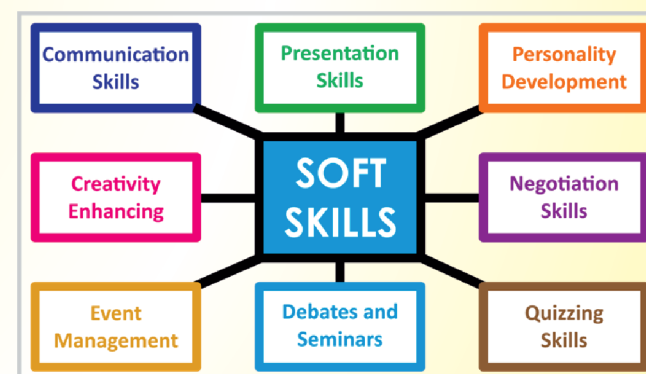 Communication
Skills
Presentation
Skills
Personality
Development
Creativity
Enhancing
SOFT
SKILLS
Negotiation
Skills
Event
Management
Debates and
Seminars
Quizzing
Skills